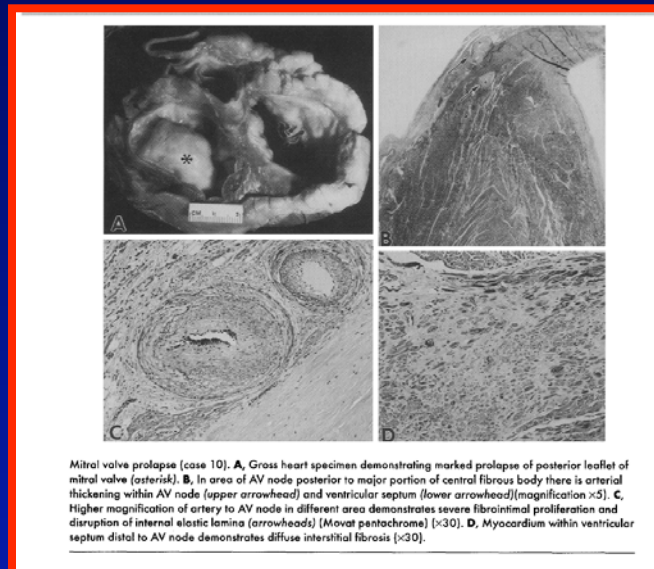 A
B
C
D
Mitral valve prolapse (case 10). A, Gross heart specimen demonstrating marked prolapse of posterior leaflet of
mitral valve (asterisk). B, In area of AV node posterior to major portion of central fibrous body there is arterial
thickening within AV node (upper arrowhead) and ventricular septum (lower arrowhead)(magnification ×5). C,
Higher magnification of artery to AV node in different area demonstrates severe fibrointimal proliferation and
disruption of internal elastic lamina (arrowheads) (Movat pentachrome) (×30). D, Myocardium within ventricular
septum distal to AV node demonstrates diffuse interstitial fibrosis (×30).